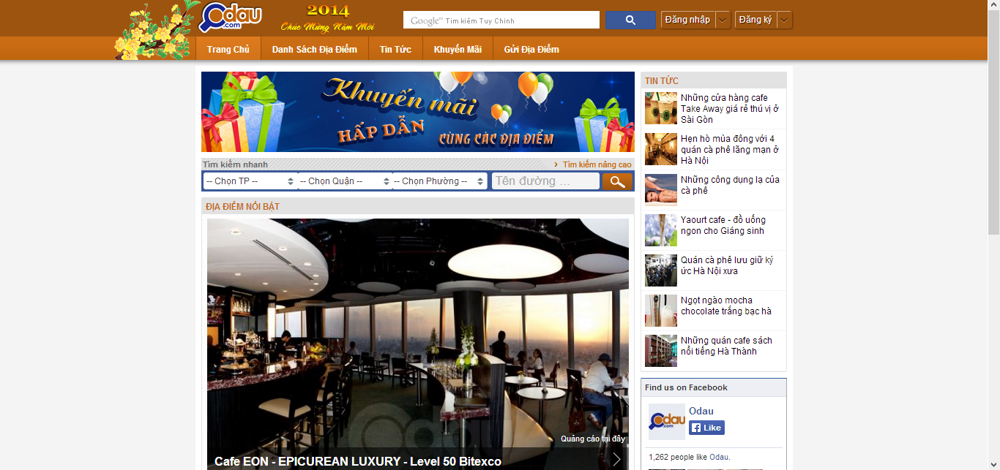 Odau
.com
2014
Chúc Mừng Năm Mới
Google™ Tìm kiếm Tùy Chỉnh
Đăng nhập
Đăng ký
Trang Chủ
Danh Sách Địa Điểm
Tin Tức
Khuyến Mãi
Gửi Địa Điểm
Khuyến mãi
HẤP DẪN
CÙNG CÁC ĐỊA ĐIỂM
Tìm kiếm nhanh
› Tìm kiếm nâng cao
-- Chọn TP --
-- Chọn Quận --
-- Chọn Phường --
Tên đường ...
ĐỊA ĐIỂM NỔI BẬT
Odau
Quảng cáo tại đây
Cafe EON - EPICUREAN LUXURY - Level 50 Bitexco
TIN TỨC
Những cửa hàng cafe
Take Away giá rẻ thú vị ở
Sài Gòn
Hẹn hò mùa đông với 4
quán cà phê lãng mạn ở
Hà Nội
Những công dụng lạ của
cà phê
Yaourt cafe - đồ uống
ngon cho Giáng sinh
Quán cà phê lưu giữ ký
ức Hà Nội xưa
Ngọt ngào mocha
chocolate trắng bạc hà
Những quán cafe sách
nổi tiếng Hà Thành
Find us on Facebook
Odau
.com
Odau
Like
1,262 people like Odau.